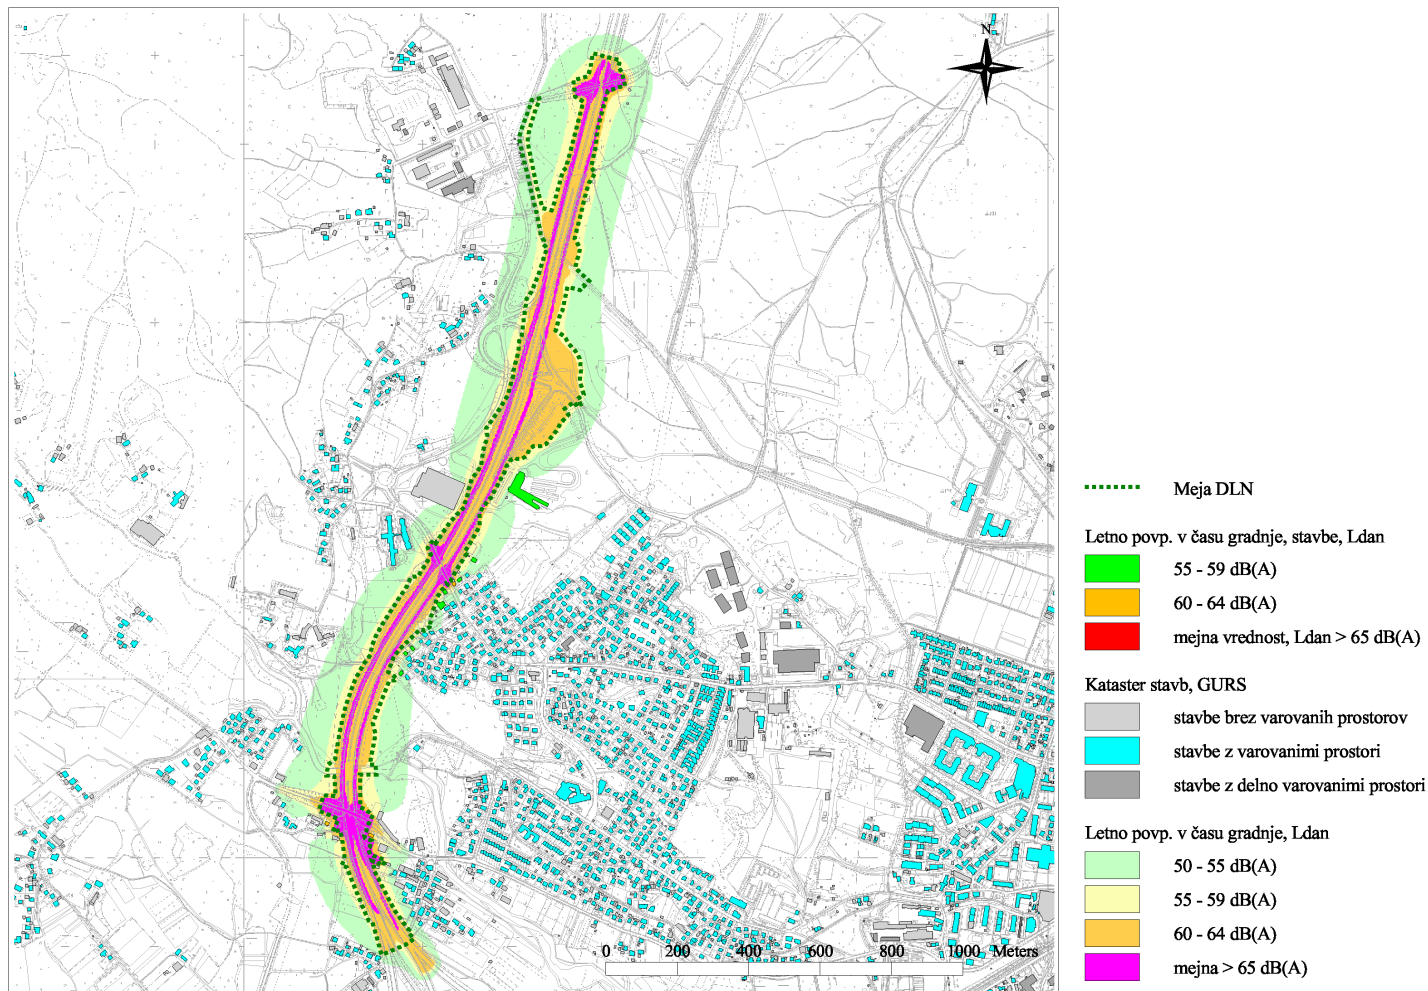 N
Meja DLN
Letno povp. v času gradnje, stavbe, Ldan
55 - 59 dB(A)
60 - 64 dB(A)
mejna vrednost, Ldan > 65 dB(A)
Kataster stavb, GURS
stavbe brez varovanih prostorov
stavbe z varovanimi prostori
stavbe z delno varovanimi prostori
Letno povp. v času gradnje, Ldan
50 - 55 dB(A)
55 - 59 dB(A)
60 - 64 dB(A)
mejna > 65 dB(A)
0 200 400 600 800 1000 Meters